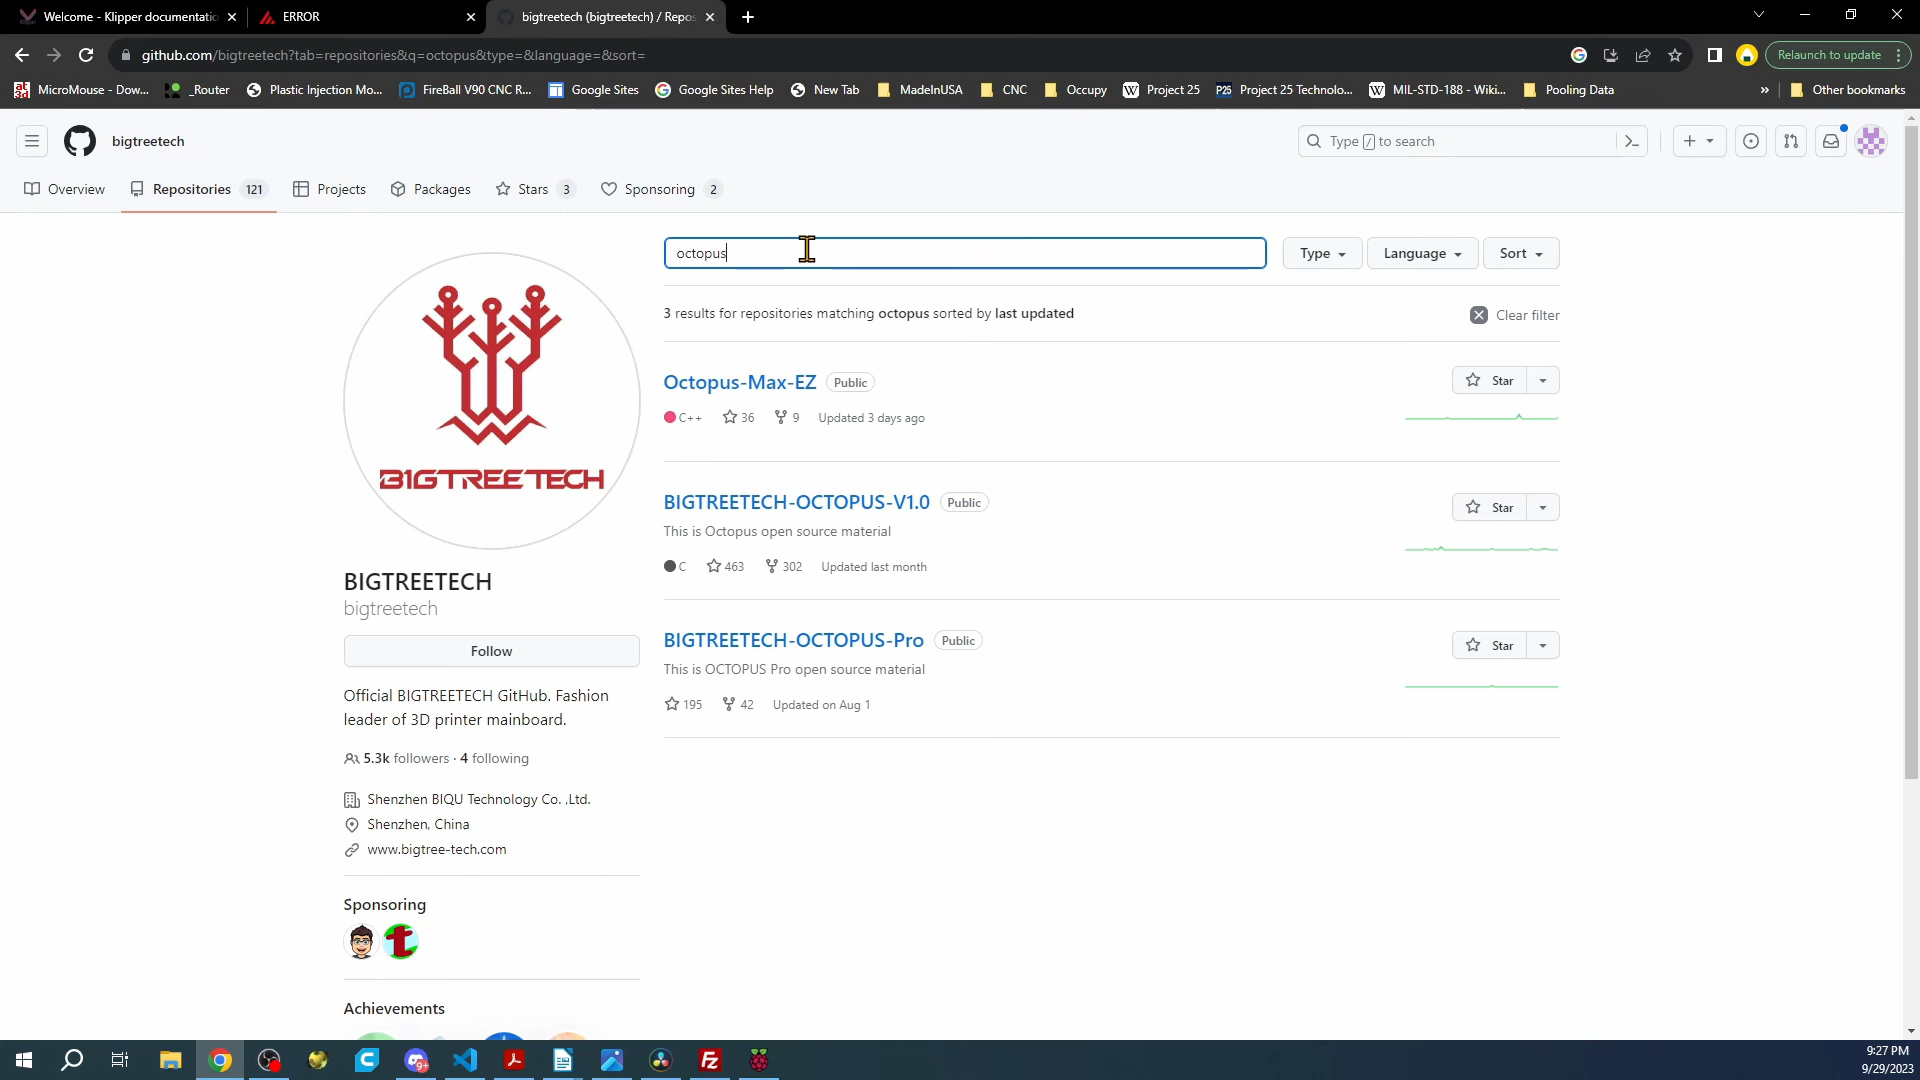 Welcome - Klipper documentatio
ERROR
bigtreetech (bigtreetech) / Repos
github.com/bigtreetech?tab=repositories&q=octopus&type=&language=&sort=
Relaunch to update
MicroMouse - Dow...
_Router
Plastic Injection Mo...
FireBall V90 CNC R...
Google Sites
Google Sites Help
New Tab
MadeInUSA
CNC
Occupy
Project 25
Project 25 Technolo...
MIL-STD-188 - Wiki...
Pooling Data
»
Other bookmarks
bigtreetech
Type / to search
Overview
Repositories 121
Projects
Packages
Stars 3
Sponsoring 2
octopus
Type
Language
Sort
3 results for repositories matching octopus sorted by last updated
Clear filter
Octopus-Max-EZ Public
Star
C++ 36 9 Updated 3 days ago
BIGTREETECH-OCTOPUS-V1.0 Public
This is Octopus open source material
Star
C 463 302 Updated last month
BIGTREETECH-OCTOPUS-Pro Public
This is OCTOPUS Pro open source material
Star
195 42 Updated on Aug 1
BIGTREETECH
BIGTREETECH
bigtreetech
Follow
Official BIGTREETECH GitHub. Fashion
leader of 3D printer mainboard.
5.3k followers · 4 following
Shenzhen BIQU Technology Co. ,Ltd.
Shenzhen, China
www.bigtree-tech.com
Sponsoring
Achievements
9+
9:27 PM
9/29/2023